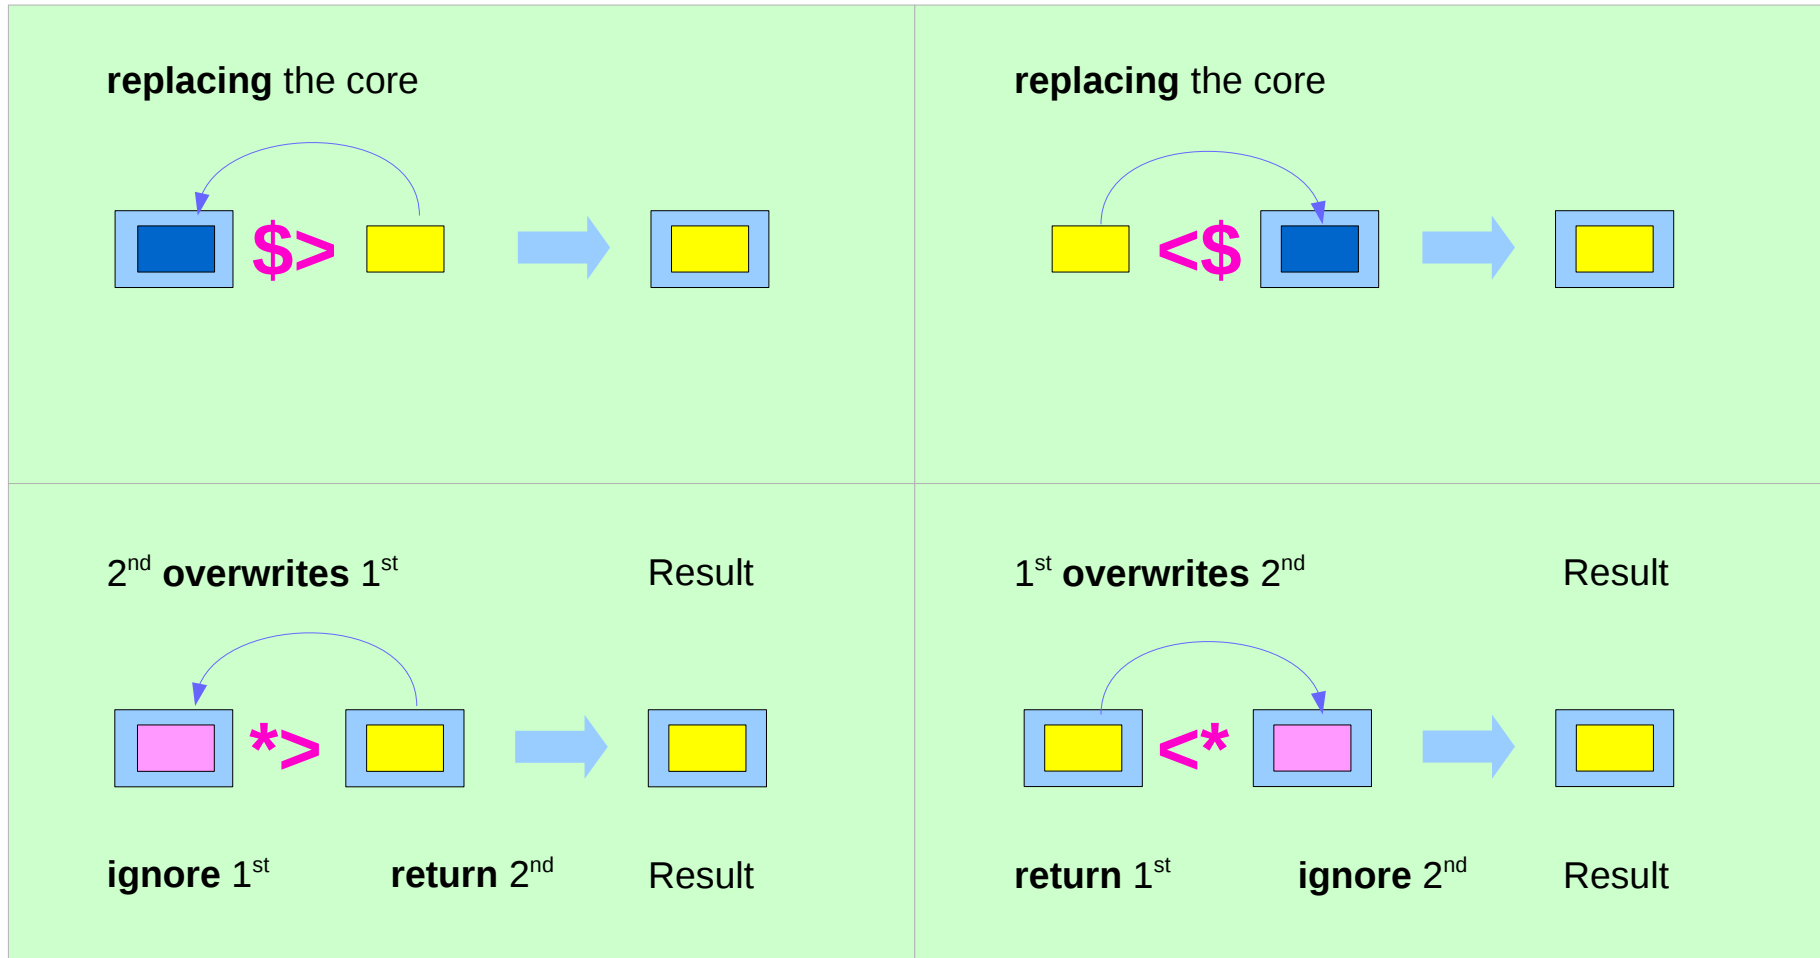 replacing the core
$>
replacing the core
<$
2nd overwrites 1st Result
*>
ignore 1st return 2nd Result
1st overwrites 2nd Result
<*
return 1st ignore 2nd Result